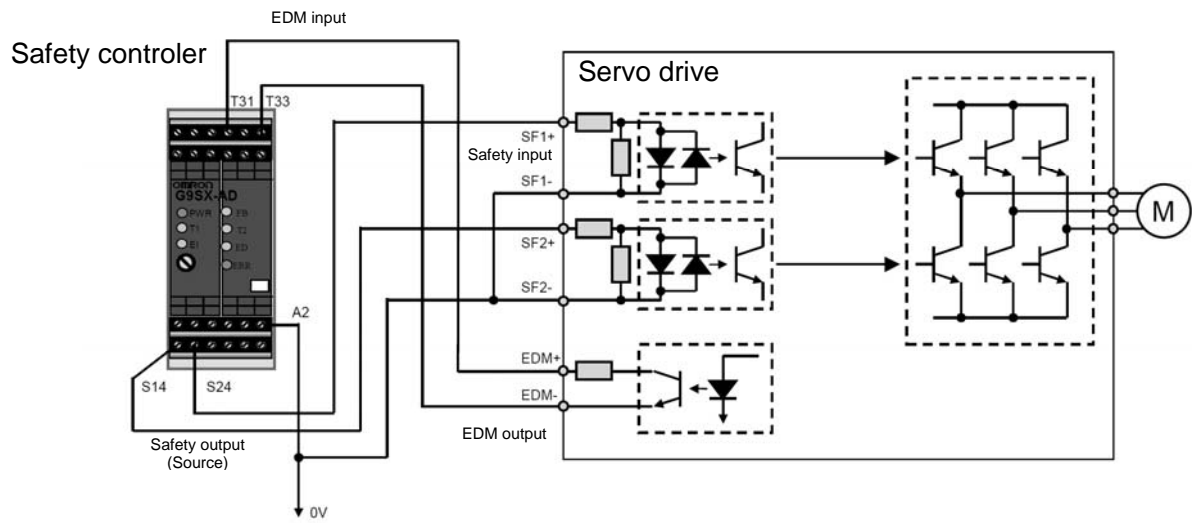 EDM input
Safety controler
Servo drive
T31 T33
SF1+
Safety input
SF1-
OMRON
G9SX-AD
PWR FB
T1 T2
EI ED
ERR
SF2+
SF2-
M
A2
EDM+
EDM-
S14 S24
EDM output
Safety output
(Source)
0V